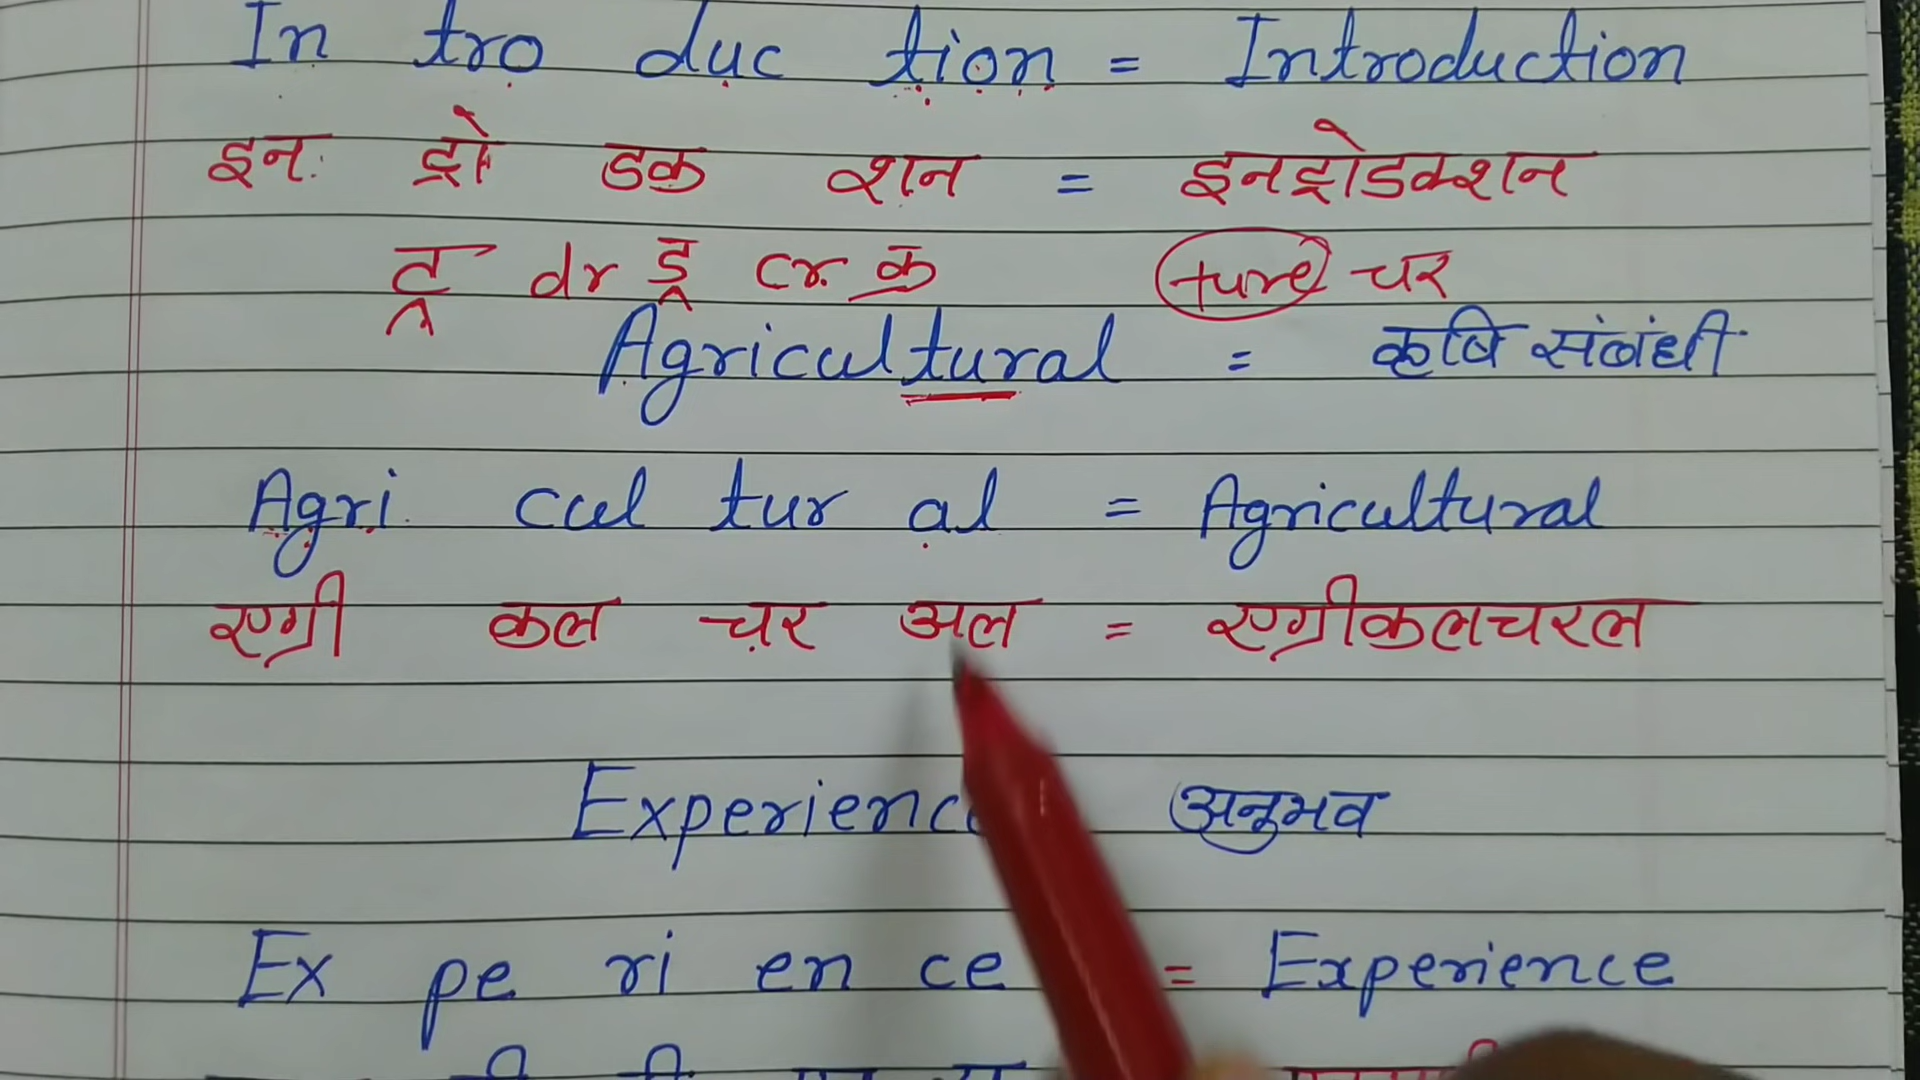 In tro duc tion = Introduction
इन ट्रो डक शन = इनट्रोडक्शन
ट्र dr ड्र cr. क्र ture चर
Agricultural = कृषि संबंधी
Agri cul tur al = Agricultural
एग्री कल चर अल = एग्रीकलचरल
Experience अनुभव
Ex pe ri en ce = Experience